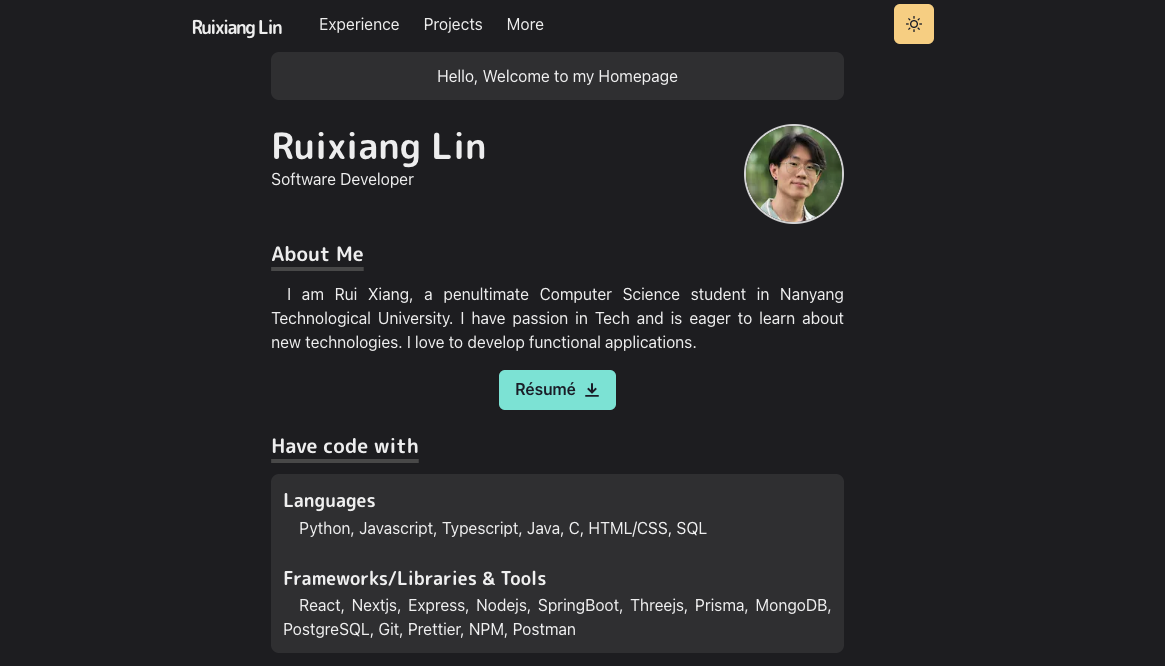 Ruixiang Lin Experience Projects More
Hello, Welcome to my Homepage
Ruixiang Lin
Software Developer
About Me
I am Rui Xiang, a penultimate Computer Science student in Nanyang
Technological University. I have passion in Tech and is eager to learn about
new technologies. I love to develop functional applications.
Résumé
Have code with
Languages
Python, Javascript, Typescript, Java, C, HTML/CSS, SQL
Frameworks/Libraries & Tools
React, Nextjs, Express, Nodejs, SpringBoot, Threejs, Prisma, MongoDB,
PostgreSQL, Git, Prettier, NPM, Postman